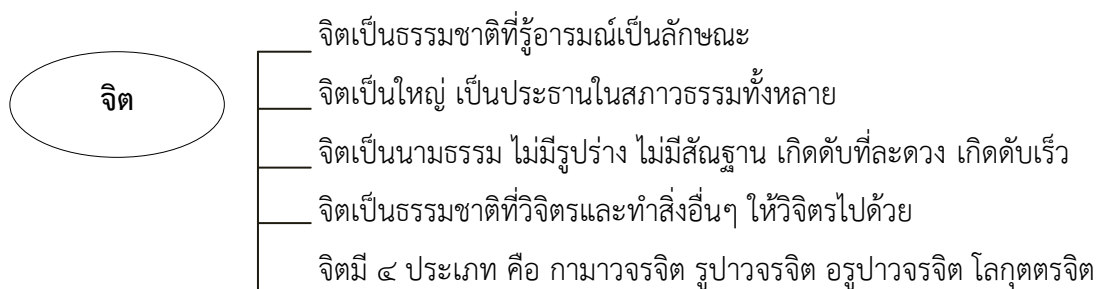 จิต
จิตเป็นธรรมชาติที่รู้อารมณ์เป็นลักษณะ
จิตเป็นใหญ่ เป็นประธานในสภาวธรรมทั้งหลาย
จิตเป็นนามธรรม ไม่มีรูปร่าง ไม่มีสัณฐาน เกิดดับที่ละดวง เกิดดับเร็ว
จิตเป็นธรรมชาติที่วิจิตรและทำสิ่งอื่นๆ ให้วิจิตรไปด้วย
จิตมี ๔ ประเภท คือ กามาวจรจิต รูปาวจรจิต อรูปาวจรจิต โลกุตตรจิต